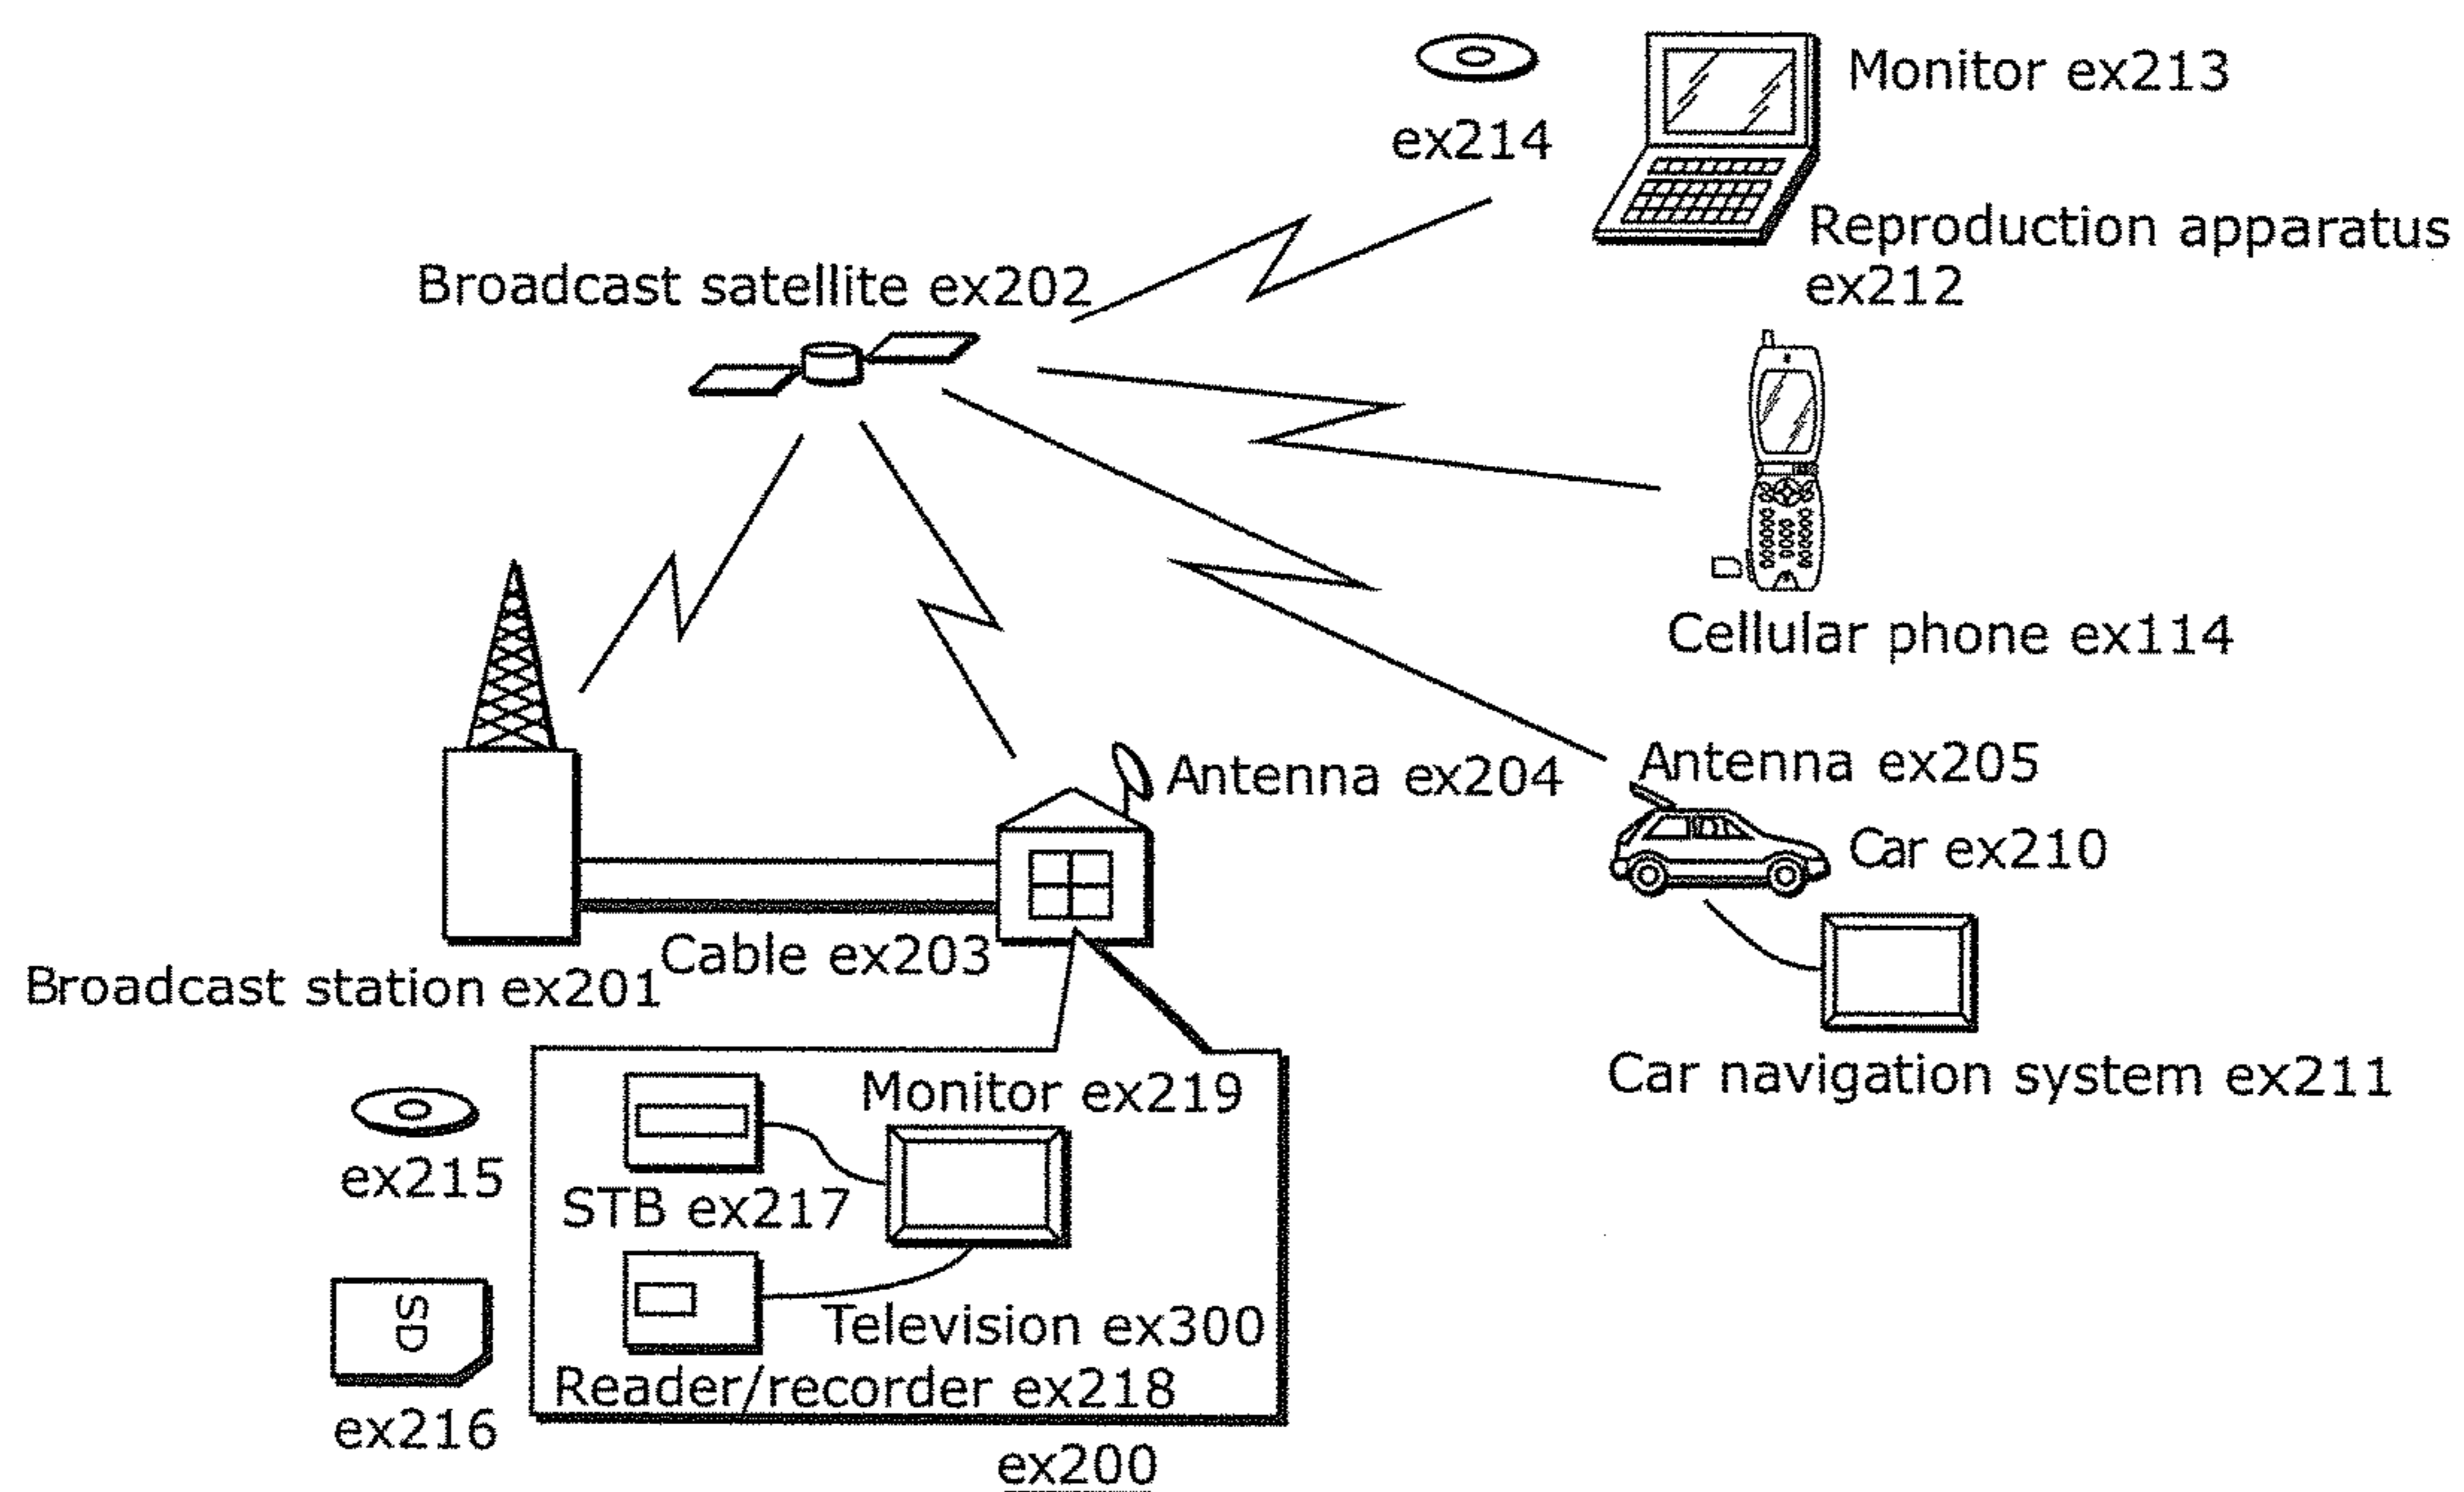 Monitor ex213
ex214
Reproduction apparatus
ex212
Broadcast satellite ex202
Cellular phone ex114
Antenna ex204
Antenna ex205
Car ex210
Cable ex203
Broadcast station ex201
Car navigation system ex211
Monitor ex219
ex215
STB ex217
SD
Television ex300
Reader/recorder ex218
ex216
ex200